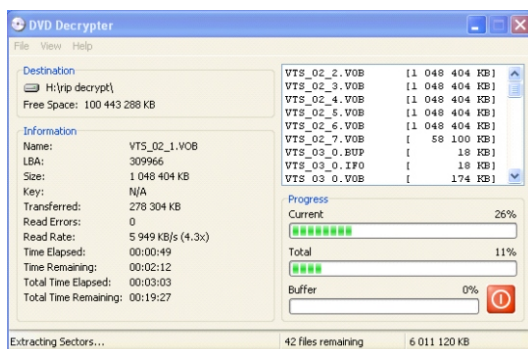 DVD Decrypter
File View Help
Destination
H:\rip decrypt\
Free Space: 100 443 288 KB
Information
Name: VTS_02_1.VOB
LBA: 309966
Size: 1 048 404 KB
Key: N/A
Transferred: 278 304 KB
Read Errors: 0
Read Rate: 5 949 KB/s (4.3x)
Time Elapsed: 00:00:49
Time Remaining: 00:02:12
Total Time Elapsed: 00:03:03
Total Time Remaining: 00:19:27
VTS_02_2.VOB [1 048 404 KB]
VTS_02_3.VOB [1 048 404 KB]
VTS_02_4.VOB [1 048 404 KB]
VTS_02_5.VOB [1 048 404 KB]
VTS_02_6.VOB [1 048 404 KB]
VTS_02_7.VOB [ 58 100 KB]
VTS_03_0.BUP [ 18 KB]
VTS_03_0.IFO [ 18 KB]
VTS_03_0.VOB [ 174 KB]
Progress
Current 26%
Total 11%
Buffer 0%
Extracting Sectors... 42 files remaining 6 011 120 KB